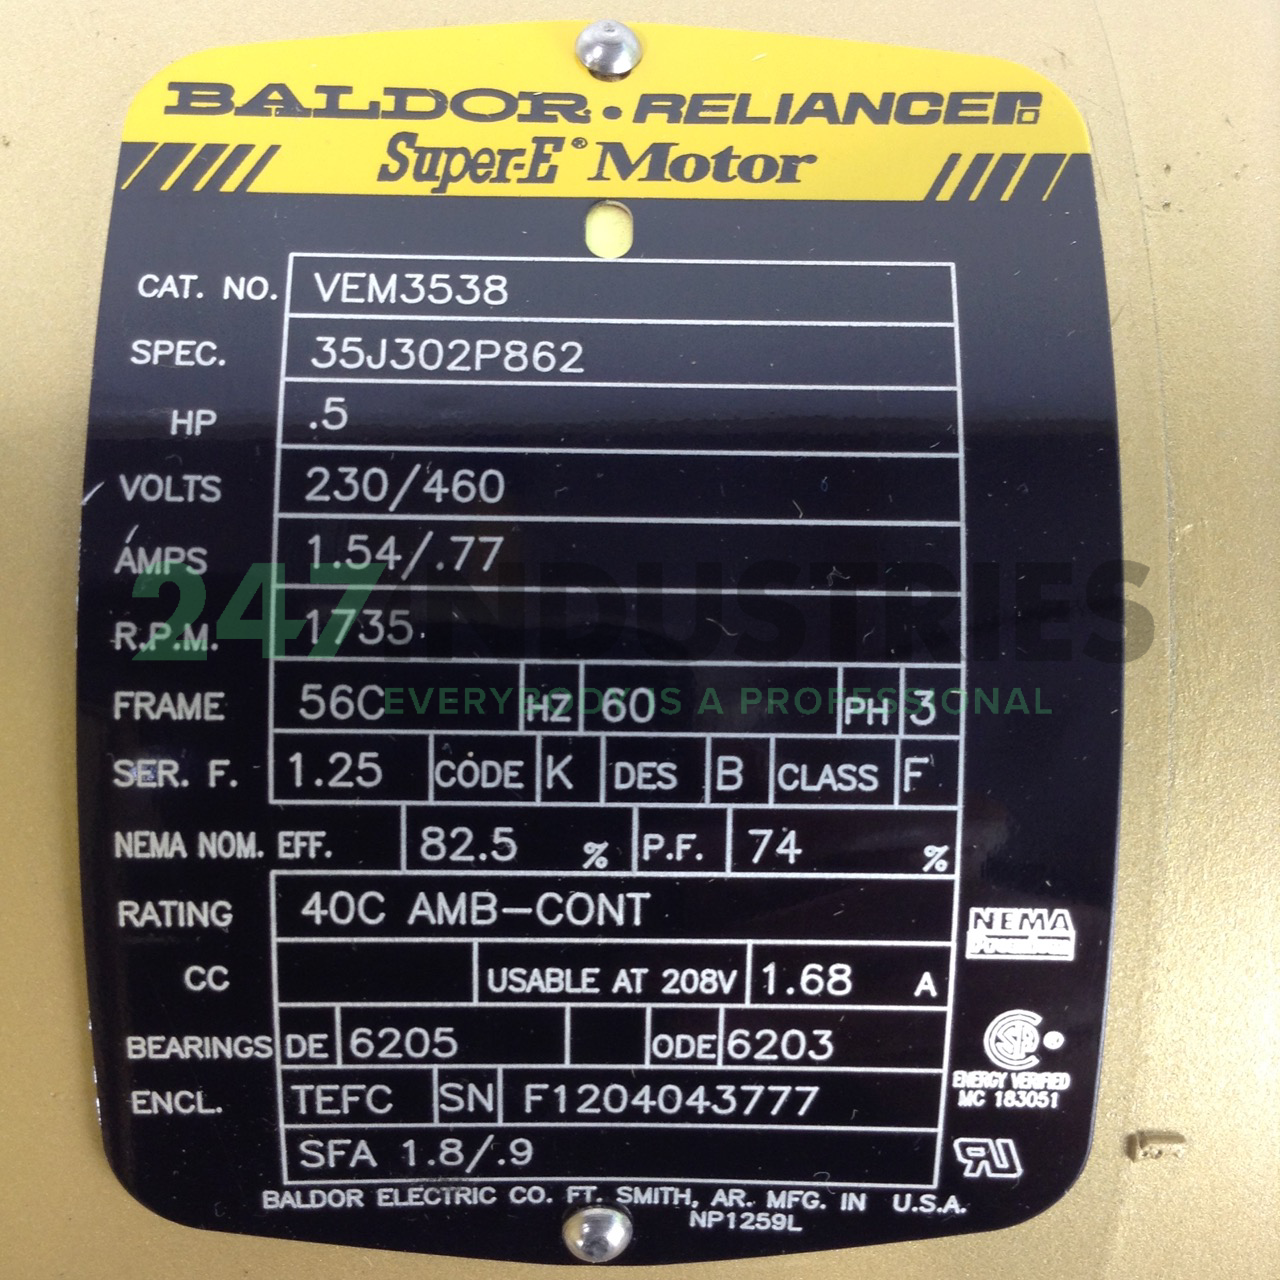 BALDOR • RELIANCER
Super-E® Motor
CAT. NO. VEM3538
SPEC. 35J302P862
HP .5
VOLTS 230/460
AMPS 1.54/.77
R.P.M. 1735
247 INDUSTRIES
FRAME 56C HZ 60 PH 3
EVERYBODY IS A PROFESSIONAL
SER. F. 1.25 CODE K DES B CLASS F
NEMA NOM. EFF. 82.5 % P.F. 74 %
RATING 40C AMB-CONT
NEMA
Premium
CC USABLE AT 208V 1.68 A
BEARINGS DE 6205 ODE 6203
ENERGY VERIFIED
MC 183051
ENCL. TEFC SN F1204043777
SFA 1.8/.9
BALDOR ELECTRIC CO. FT. SMITH, AR. MFG. IN U.S.A.
NP1259L